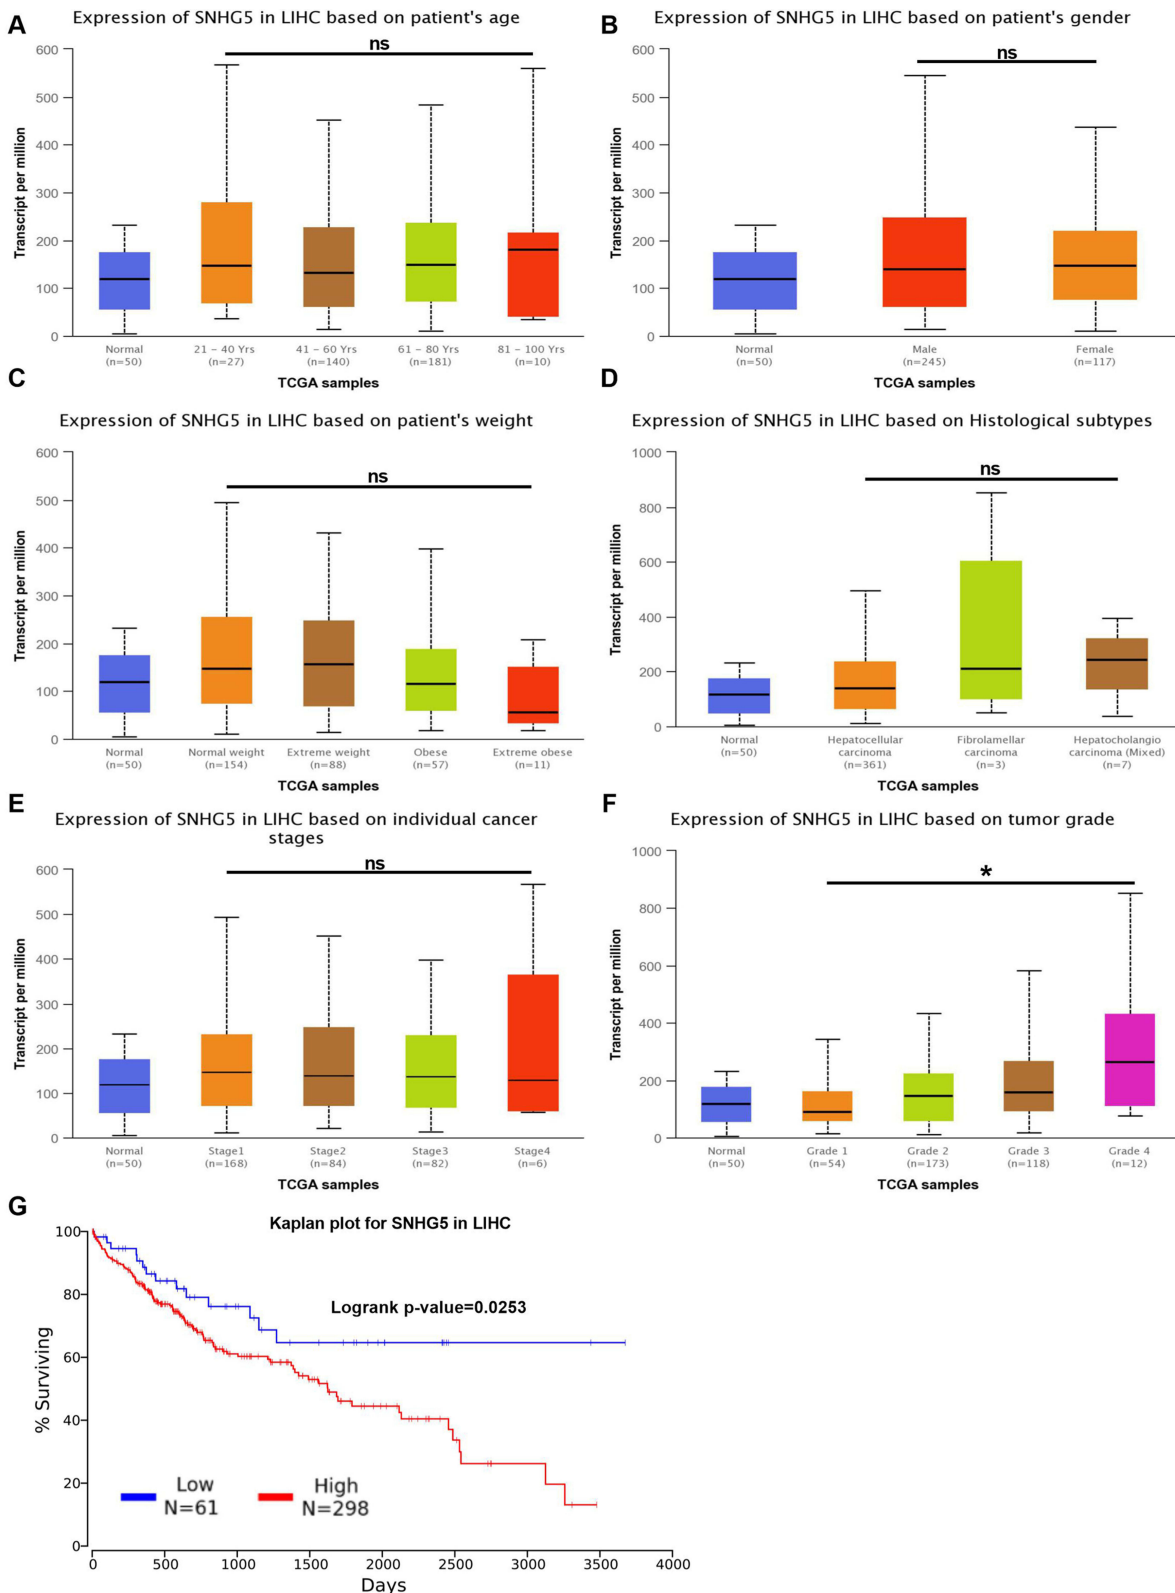 A
Expression of SNHG5 in LIHC based on patient's age
ns
600
500
400
300
200
100
0
Transcript per million
Normal
(n=50)
21 – 40 Yrs
(n=27)
41 – 60 Yrs
(n=140)
61 – 80 Yrs
(n=181)
81 – 100 Yrs
(n=10)
TCGA samples
B
Expression of SNHG5 in LIHC based on patient's gender
ns
600
500
400
300
200
100
0
Transcript per million
Normal
(n=50)
Male
(n=245)
Female
(n=117)
TCGA samples
C
Expression of SNHG5 in LIHC based on patient's weight
ns
600
500
400
300
200
100
0
Transcript per million
Normal
(n=50)
Normal weight
(n=154)
Extreme weight
(n=88)
Obese
(n=57)
Extreme obese
(n=11)
TCGA samples
D
Expression of SNHG5 in LIHC based on Histological subtypes
ns
1000
800
600
400
200
0
Transcript per million
Normal
(n=50)
Hepatocellular
carcinoma
(n=361)
Fibrolamellar
carcinoma
(n=3)
Hepatocholangio
carcinoma (Mixed)
(n=7)
TCGA samples
E
Expression of SNHG5 in LIHC based on individual cancer
stages
ns
600
500
400
300
200
100
0
Transcript per million
Normal
(n=50)
Stage1
(n=168)
Stage2
(n=84)
Stage3
(n=82)
Stage4
(n=6)
TCGA samples
F
Expression of SNHG5 in LIHC based on tumor grade
*
1000
800
600
400
200
0
Transcript per million
Normal
(n=50)
Grade 1
(n=54)
Grade 2
(n=173)
Grade 3
(n=118)
Grade 4
(n=12)
TCGA samples
G
Kaplan plot for SNHG5 in LIHC
Logrank p-value=0.0253
100
80
60
40
20
0
% Surviving
Low
N=61
High
N=298
0
500
1000
1500
2000
2500
3000
3500
4000
Days